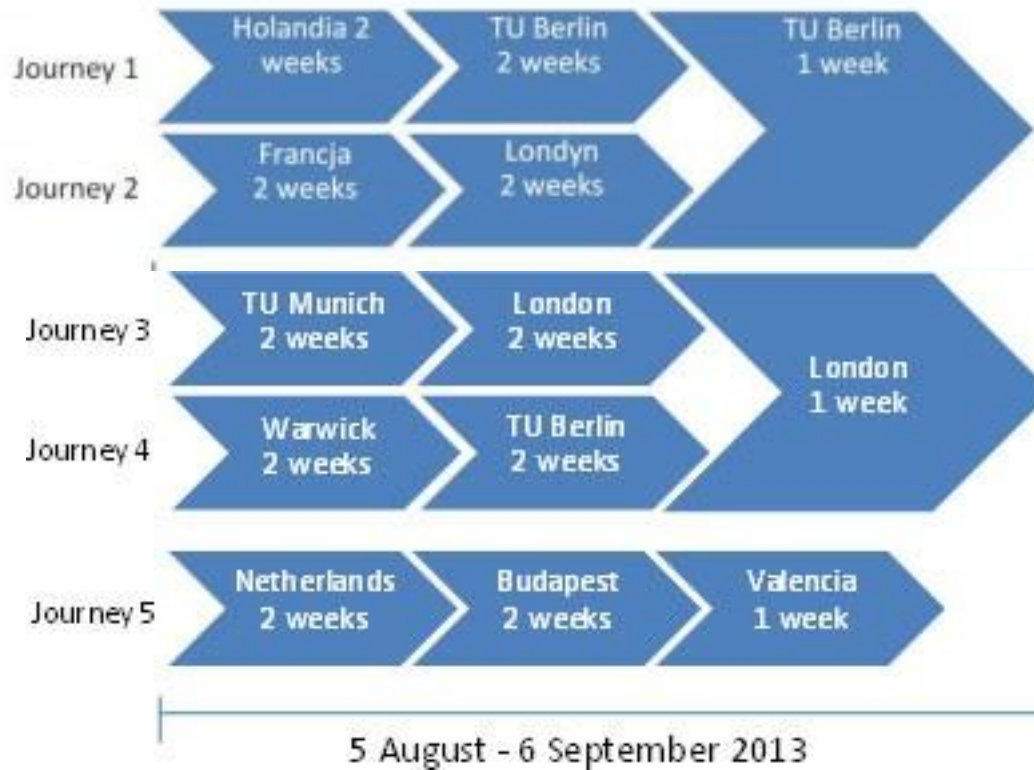 Journey 1
Holandia 2
weeks
TU Berlin
2 weeks
TU Berlin
1 week
Journey 2
Francja
2 weeks
Londyn
2 weeks
Journey 3
TU Munich
2 weeks
London
2 weeks
London
1 week
Journey 4
Warwick
2 weeks
TU Berlin
2 weeks
Journey 5
Netherlands
2 weeks
Budapest
2 weeks
Valencia
1 week
5 August - 6 September 2013